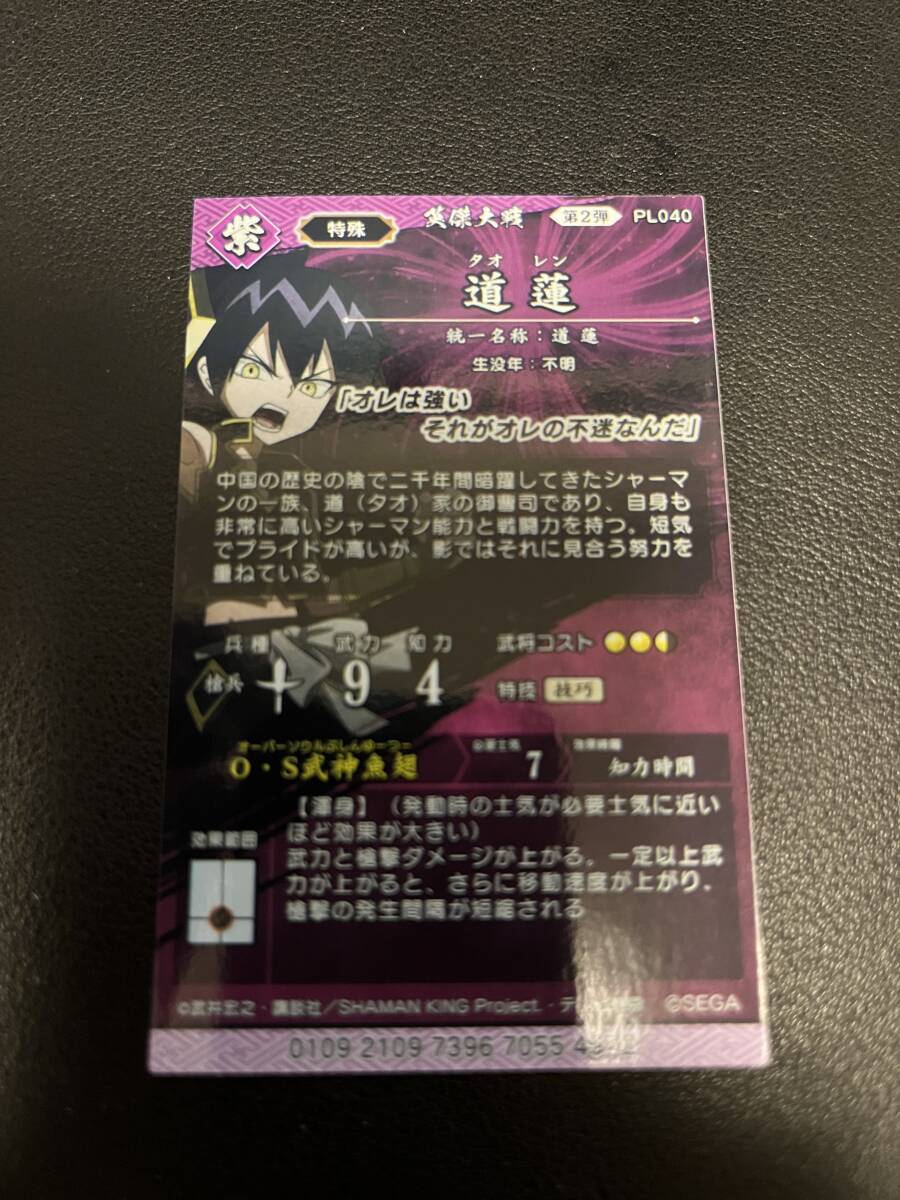 紫
特殊
英傑大戦
第2弾
PL040
タオ レン
道 蓮
統一名称：道 蓮
生没年：不明
「オレは強い
それがオレの不迷なんだ」
中国の歴史の陰で二千年間暗躍してきたシャーマ
ンの一族、道（タオ）家の御曹司であり、自身も
非常に高いシャーマン能力と戦闘力を持つ。短気
でプライドが高いが、影ではそれに見合う努力を
重ねている。
兵種 武力 知力 武将コスト
槍兵 9 4 特技 技巧
オーバーソウルぶしんゆーつー
O・S武神魚翅
必要士気 7
効果時間 知力時間
効果範囲
【渾身】（発動時の士気が必要士気に近い
ほど効果が大きい）
武力と槍撃ダメージが上がる。一定以上武
力が上がると、さらに移動速度が上がり、
槍撃の発生間隔が短縮される
©武井宏之・講談社/SHAMAN KING Project.・テレビ東京 ©SEGA
0109 2109 7396 7055